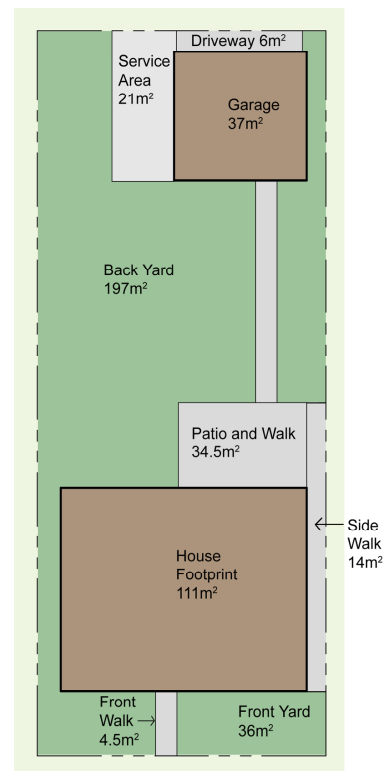 Driveway 6m²
Service
Area
21m²
Garage
37m²
Back Yard
197m²
Patio and Walk
34.5m²
Side
Walk
14m²
House
Footprint
111m²
Front
Walk
4.5m²
Front Yard
36m²